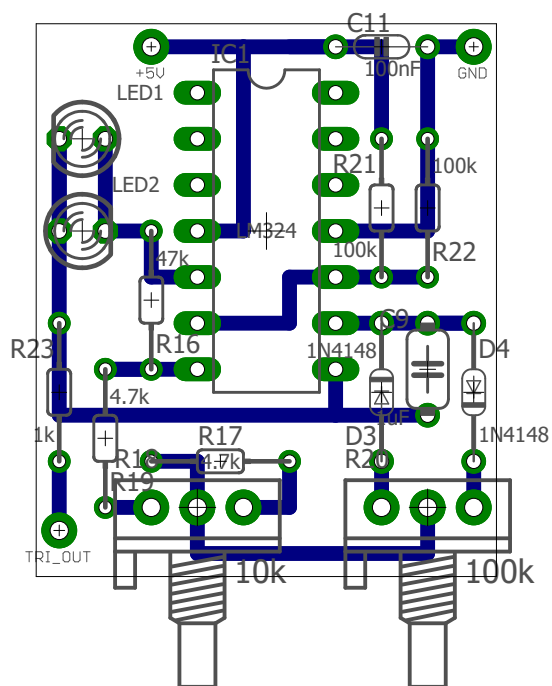 C11
IC1
+5V
100nF
GND
LED1
R21
100k
LED2
LM324
47k
100k
R22
C9
R23
R16
1N4148
D4
4.7k
1uF
1k
R17
D3
1N4148
4.7k
R19
TRI_OUT
10k
100k